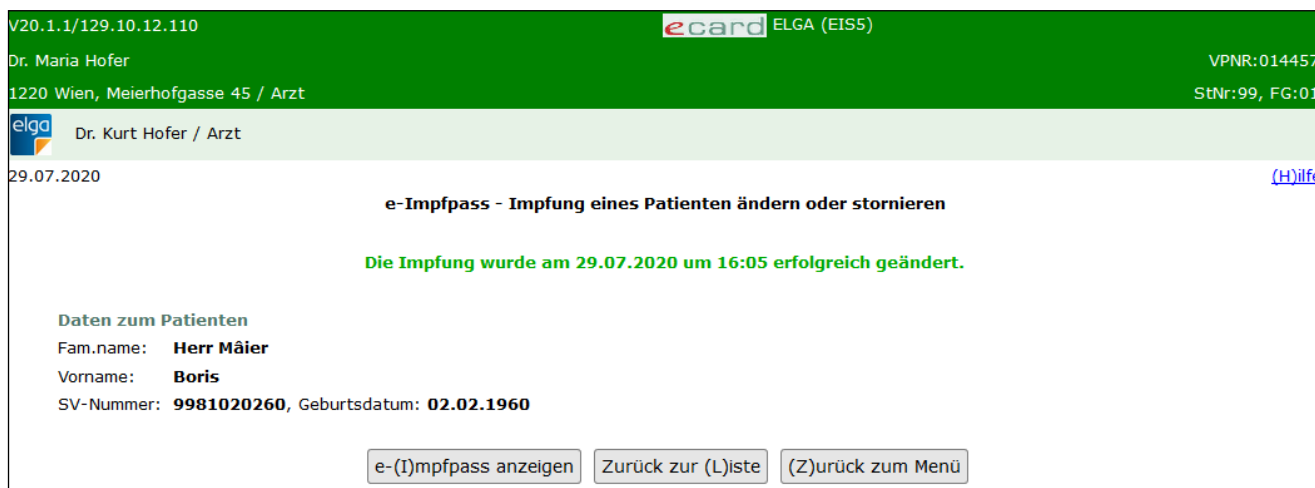 V20.1.1/129.10.12.110 ecard ELGA (EIS5)
Dr. Maria Hofer VPNR:014457
1220 Wien, Meierhofgasse 45 / Arzt StNr:99, FG:01
elga Dr. Kurt Hofer / Arzt
29.07.2020 (H)ilfe
e-Impfpass - Impfung eines Patienten ändern oder stornieren
Die Impfung wurde am 29.07.2020 um 16:05 erfolgreich geändert.
Daten zum Patienten
Fam.name: Herr Mâier
Vorname: Boris
SV-Nummer: 9981020260, Geburtsdatum: 02.02.1960
e-(I)mpfpass anzeigen Zurück zur (L)iste (Z)urück zum Menü